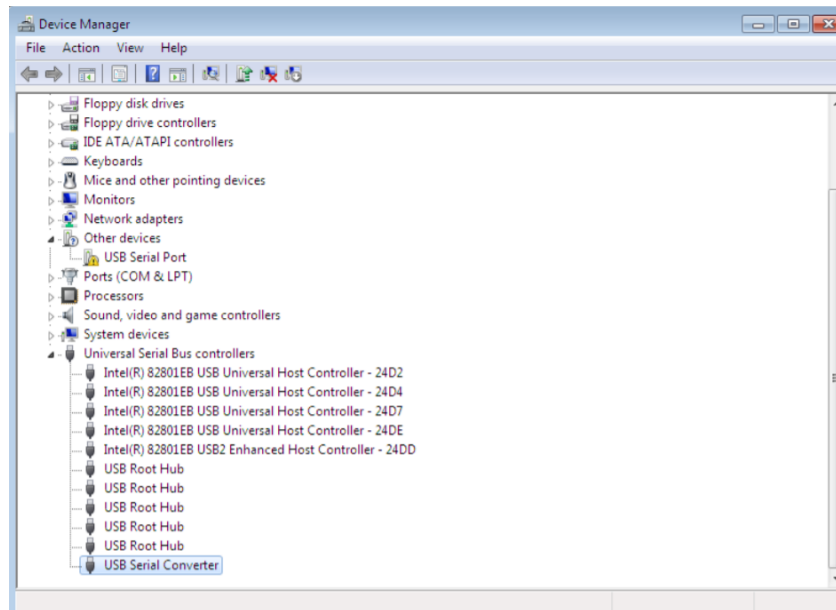 Device Manager
File Action View Help
Floppy disk drives
Floppy drive controllers
IDE ATA/ATAPI controllers
Keyboards
Mice and other pointing devices
Monitors
Network adapters
Other devices
USB Serial Port
Ports (COM & LPT)
Processors
Sound, video and game controllers
System devices
Universal Serial Bus controllers
Intel(R) 82801EB USB Universal Host Controller - 24D2
Intel(R) 82801EB USB Universal Host Controller - 24D4
Intel(R) 82801EB USB Universal Host Controller - 24D7
Intel(R) 82801EB USB Universal Host Controller - 24DE
Intel(R) 82801EB USB2 Enhanced Host Controller - 24DD
USB Root Hub
USB Root Hub
USB Root Hub
USB Root Hub
USB Root Hub
USB Serial Converter